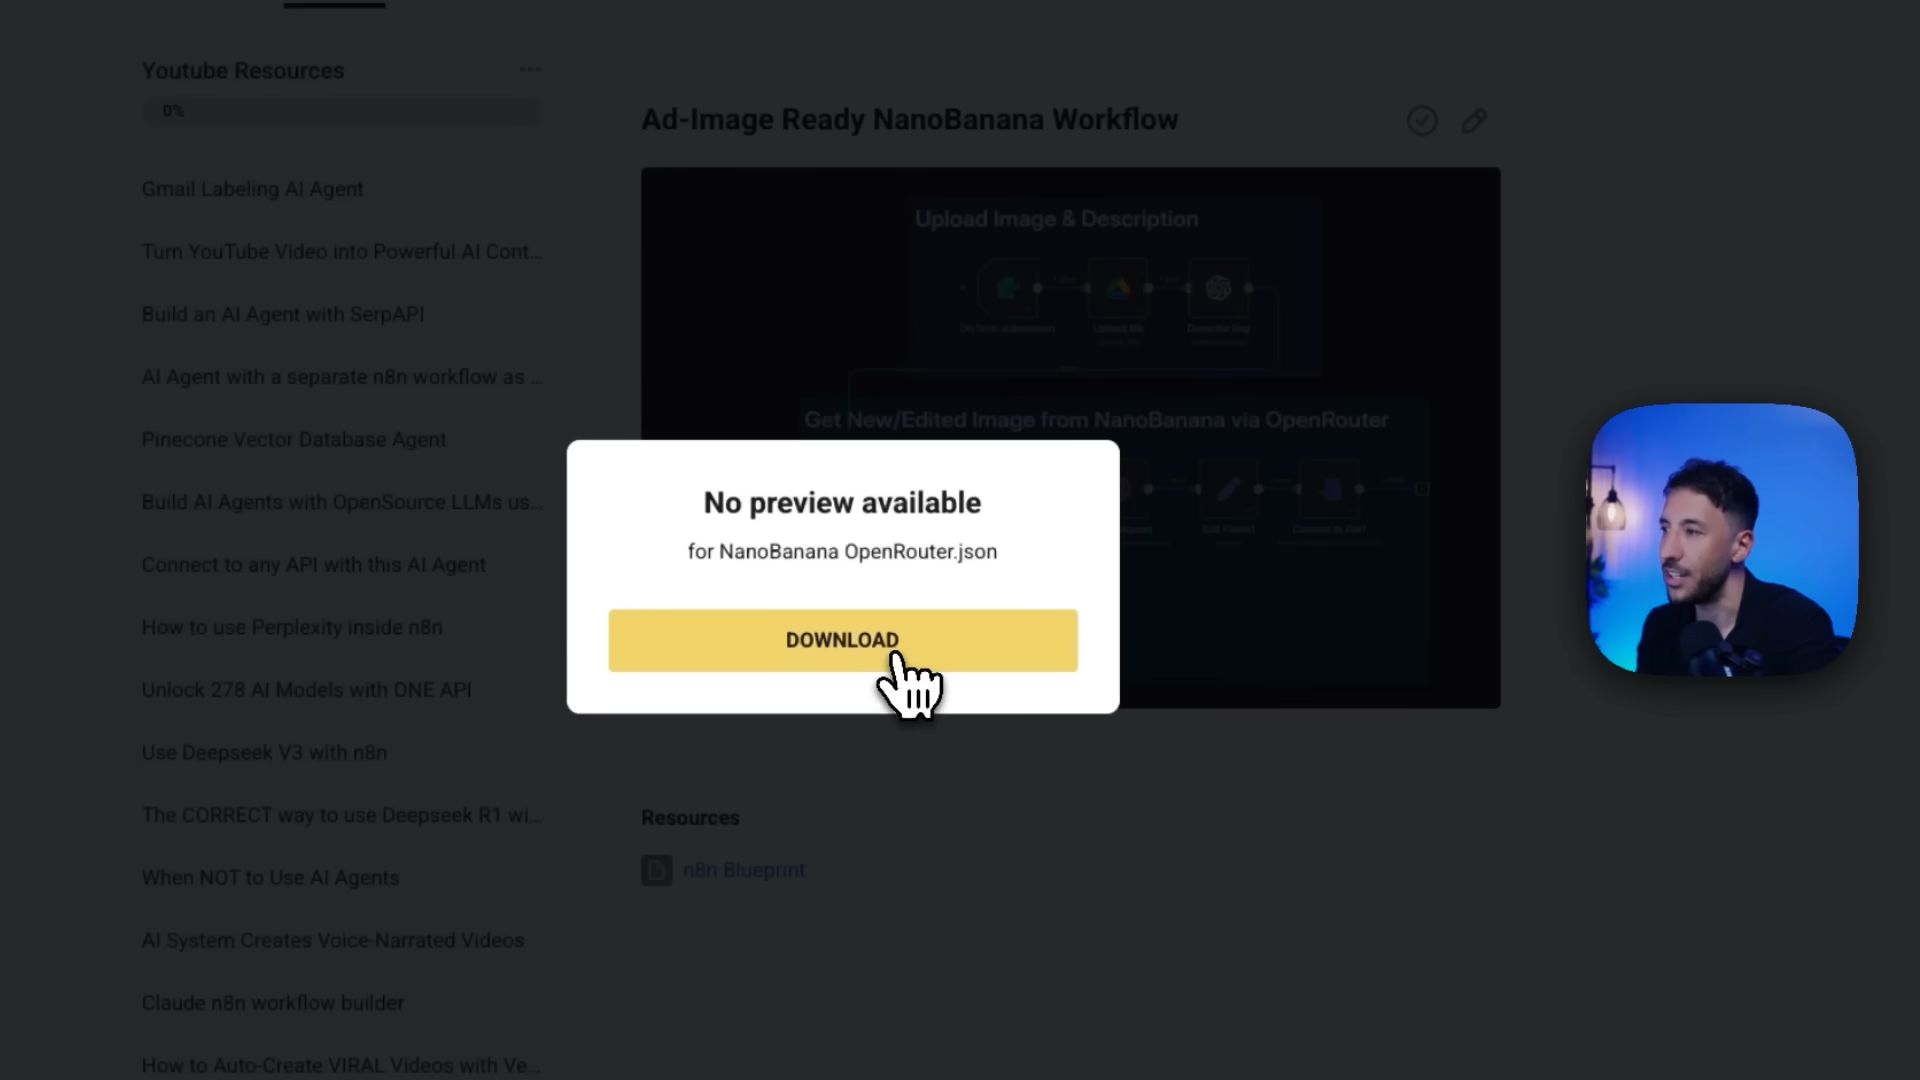 Youtube Resources
0%
Gmail Labeling AI Agent
Turn YouTube Video into Powerful AI Cont...
Build an AI Agent with SerpAPI
AI Agent with a separate n8n workflow as ...
Pinecone Vector Database Agent
Build AI Agents with OpenSource LLMs us...
Connect to any API with this AI Agent
How to use Perplexity inside n8n
Unlock 278 AI Models with ONE API
Use Deepseek V3 with n8n
The CORRECT way to use Deepseek R1 wi...
When NOT to Use AI Agents
AI System Creates Voice-Narrated Videos
Claude n8n workflow builder
How to Auto-Create VIRAL Videos with Ve...
Ad-Image Ready NanoBanana Workflow
Upload Image & Description
On form submission
Upload file
Get New/Edited Image from NanoBanana via OpenRouter
No preview available
for NanoBanana OpenRouter.json
DOWNLOAD
Resources
n8n Blueprint